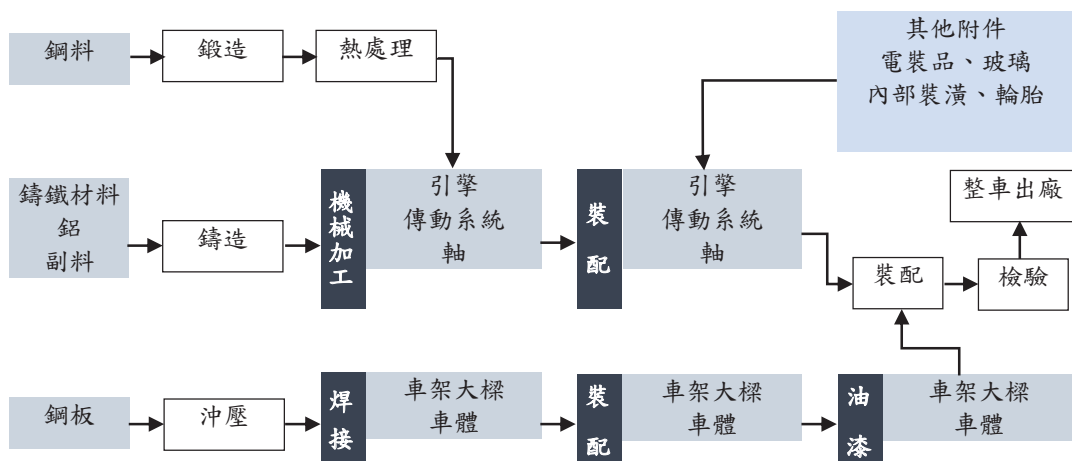 鋼料
鍛造
熱處理
其他附件
電裝品、玻璃
內部裝潢、輪胎
鑄鐵材料
鋁
副料
鑄造
機械加工
引擎
傳動系統
軸
裝配
引擎
傳動系統
軸
裝配
檢驗
整車出廠
鋼板
沖壓
焊接
車架大樑
車體
裝配
車架大樑
車體
油漆
車架大樑
車體